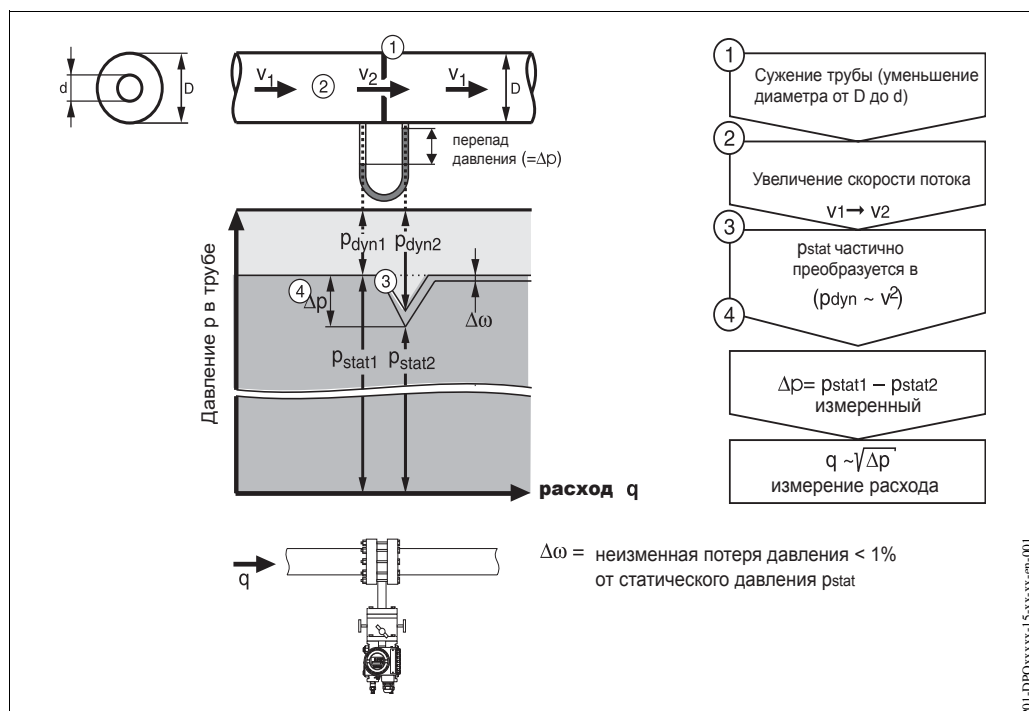 d
D
v1
2
v2
1
v1
D
перепад
давления (=Δp)
Давление p в трубе
pdyn1
pdyn2
4
Δp
3
Δω
pstat1
pstat2
расход q
q
Δω = неизменная потеря давления < 1%
от статического давления pstat
1
Сужение трубы (уменьшение
диаметра от D до d)
2
Увеличение скорости потока
v1→ v2
3
pstat частично
преобразуется в
(pdyn ~ v²)
4
Δp= pstat1 – pstat2
измеренный
q ~√Δp
измерение расхода